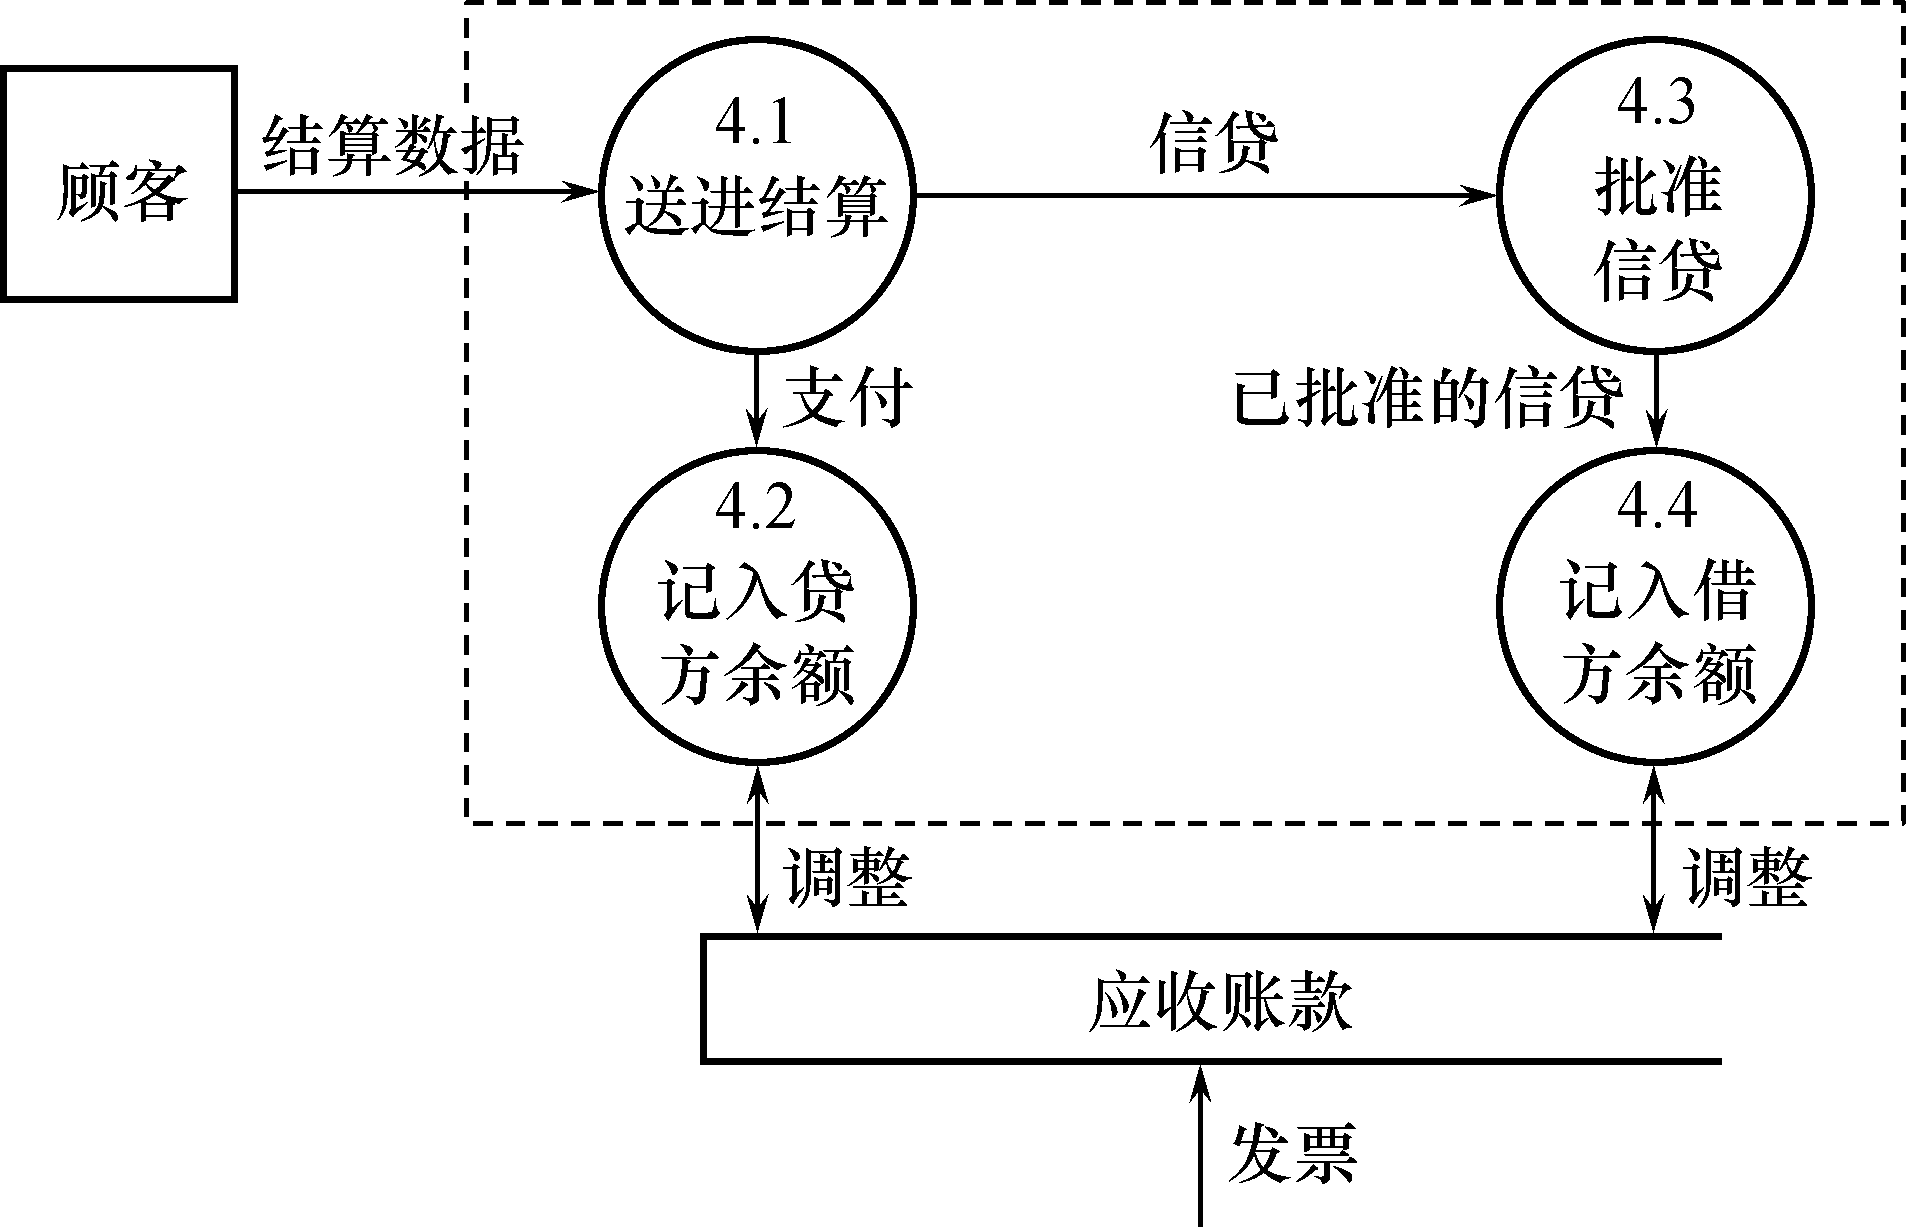 顾客
结算数据
4.1
送进结算
信贷
4.3
批准
信贷
支付
已批准的信贷
4.2
记入贷
方余额
4.4
记入借
方余额
调整
调整
应收账款
发票